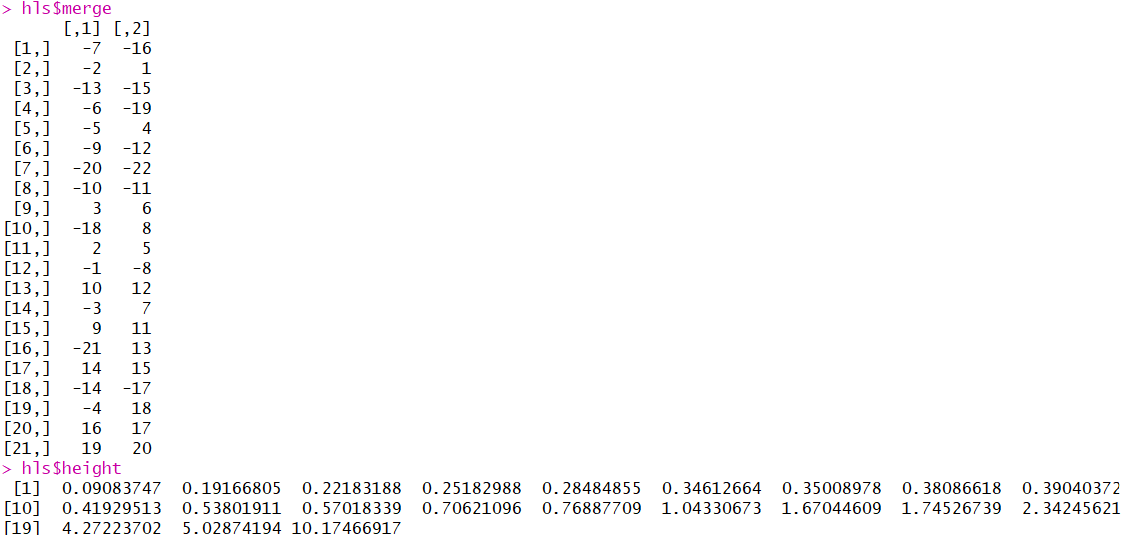 > hls$merge
      [,1] [,2]
 [1,]   -7  -16
 [2,]   -2    1
 [3,]  -13  -15
 [4,]   -6  -19
 [5,]   -5    4
 [6,]   -9  -12
 [7,]  -20  -22
 [8,]  -10  -11
 [9,]    3    6
[10,]  -18    8
[11,]    2    5
[12,]   -1   -8
[13,]   10   12
[14,]   -3    7
[15,]    9   11
[16,]  -21   13
[17,]   14   15
[18,]  -14  -17
[19,]   -4   18
[20,]   16   17
[21,]   19   20
> hls$height
 [1]  0.09083747  0.19166805  0.22183188  0.25182988  0.28484855  0.34612664  0.35008978  0.38086618  0.39040372
[10]  0.41929513  0.53801911  0.57018339  0.70621096  0.76887709  1.04330673  1.67044609  1.74526739  2.34245621
[19]  4.27223702  5.02874194 10.17466917